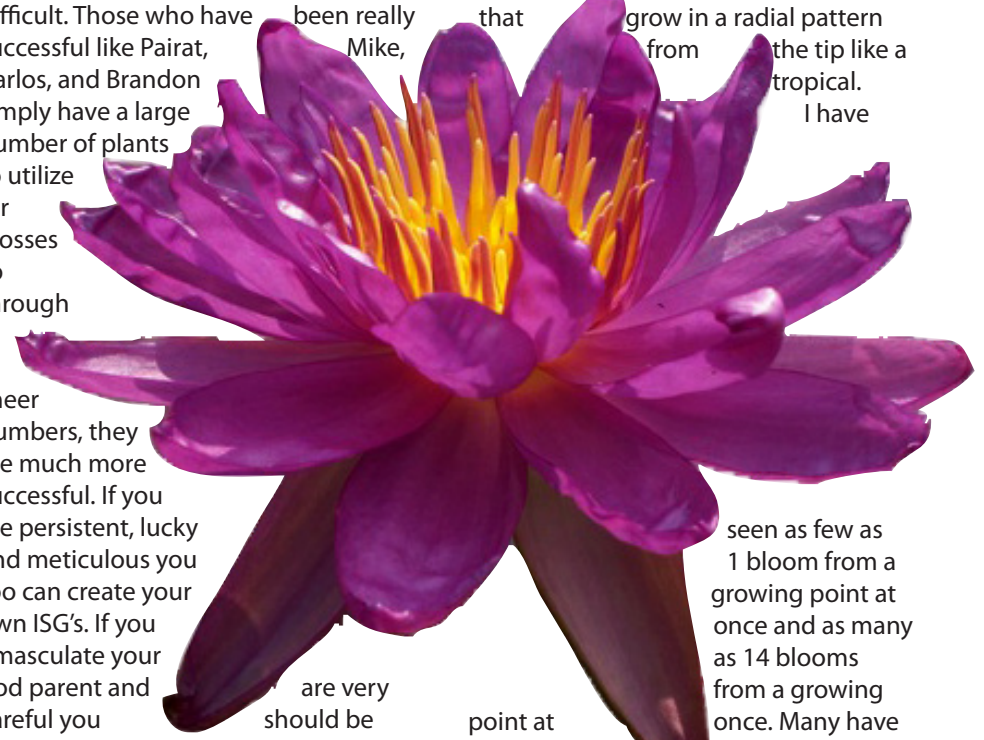 fficult. Those who have been really
uccessful like Pairat, Mike,
arlos, and Brandon
mply have a large
umber of plants
utilize
r
osses
o
hrough
heer
umbers, they
e much more
uccessful. If you
e persistent, lucky
nd meticulous you
oo can create your
wn ISG's. If you
masculate your
od parent and are very
areful you should be
that grow in a radial pattern
from the tip like a
tropical.
I have
seen as few as
1 bloom from a
growing point at
once and as many
as 14 blooms
from a growing
point at once. Many have